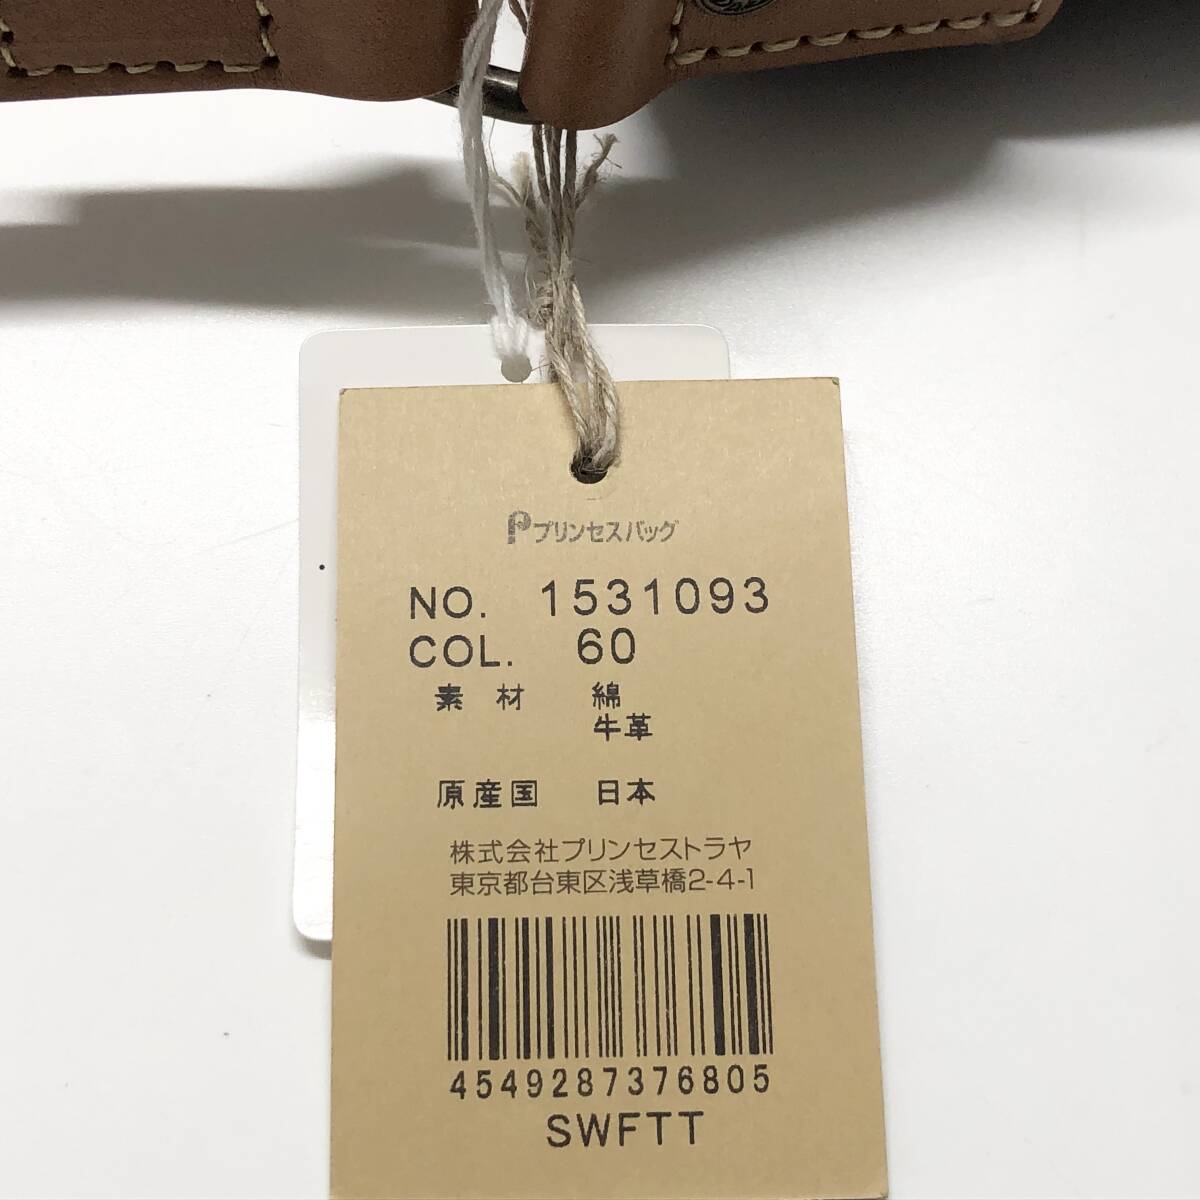 プリンセスバッグ
NO. 1531093
COL. 60
素材 綿
牛革
原産国 日本
株式会社プリンセストラヤ
東京都台東区浅草橋2-4-1
4549287376805
SWFTT